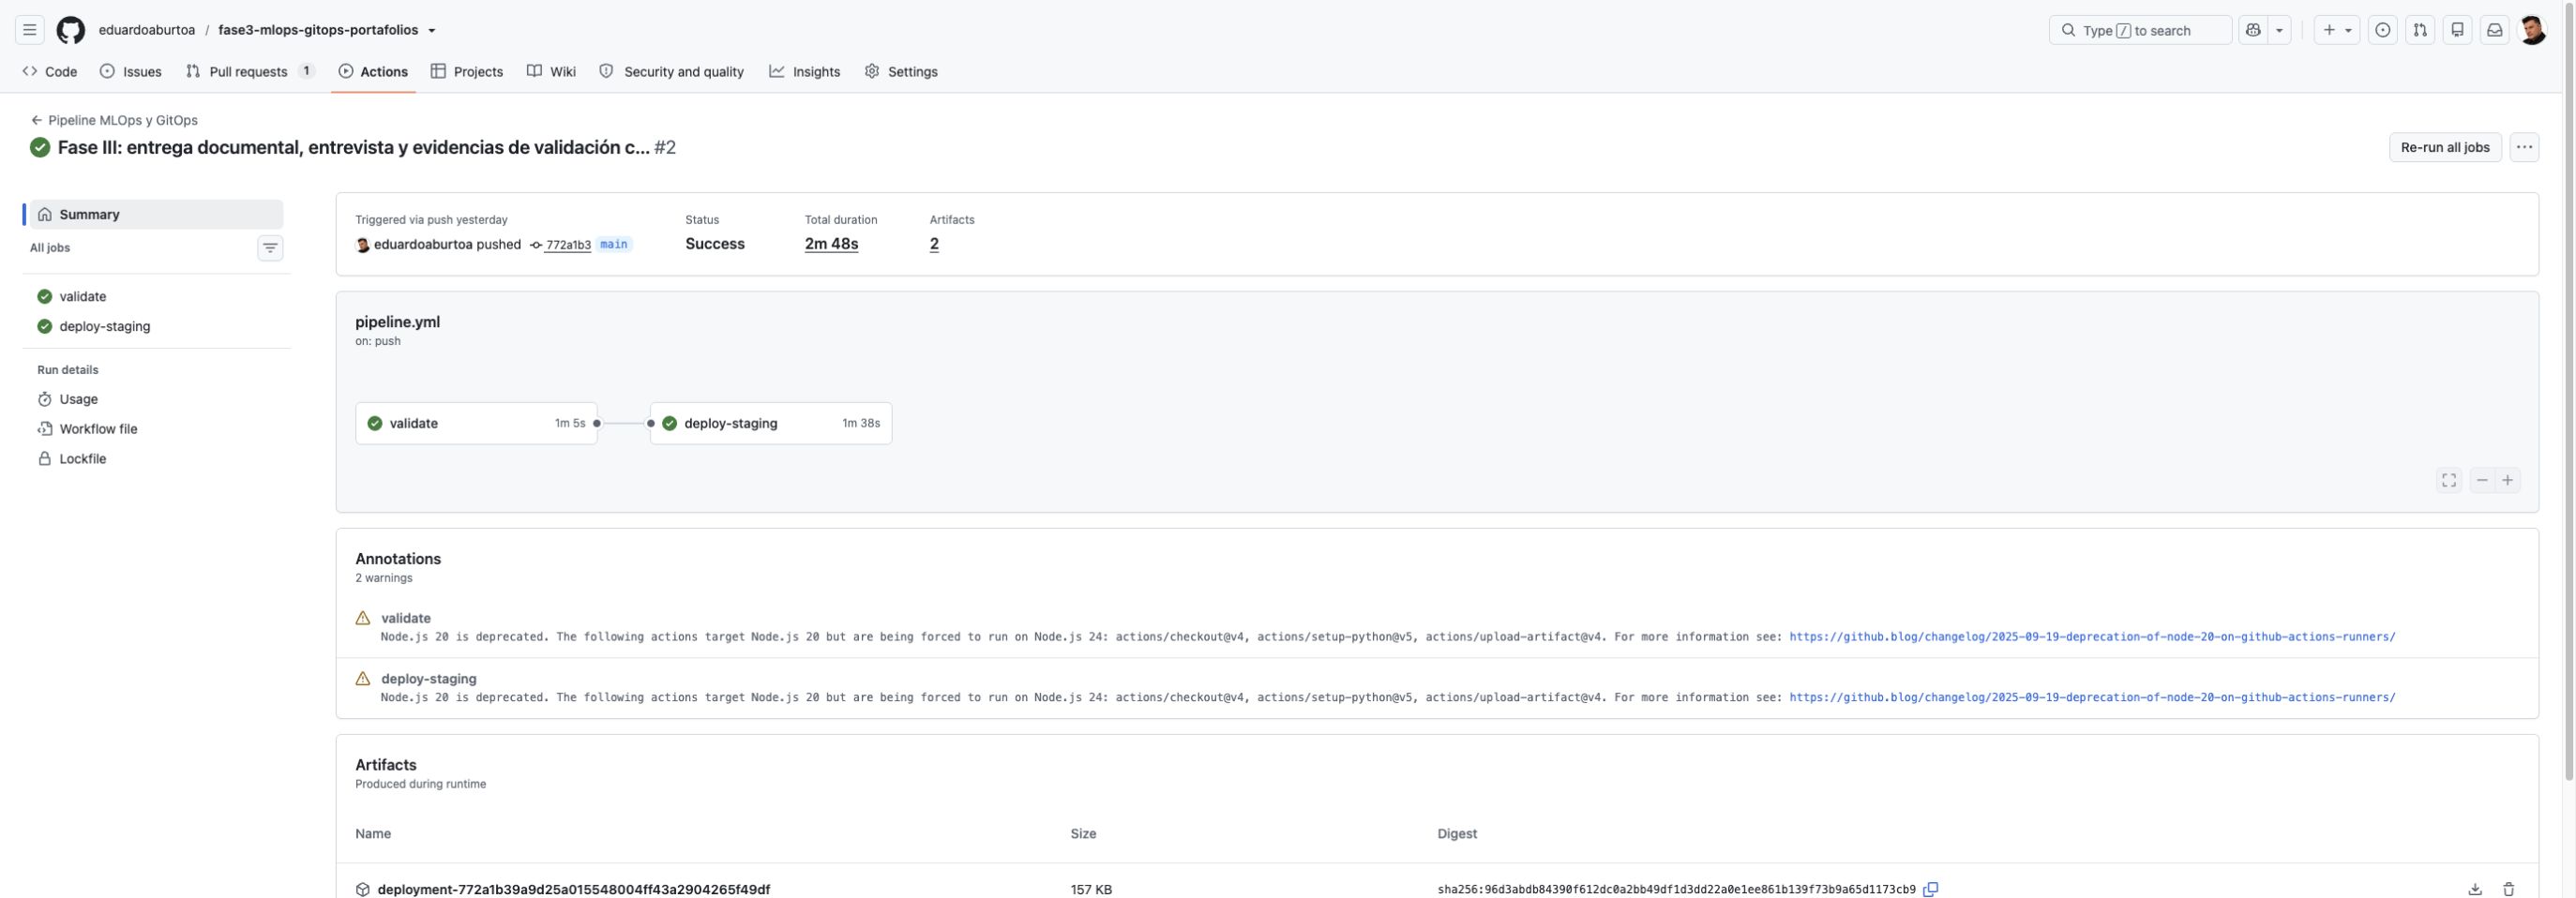 eduardoaburtoa / fase3-mlops-gitops-portafolios
Type / to search
Code Issues Pull requests 1 Actions Projects Wiki Security and quality Insights Settings
Pipeline MLOps y GitOps
Fase III: entrega documental, entrevista y evidencias de validación c... #2
Re-run all jobs
Summary
All jobs
validate
deploy-staging
Run details
Usage
Workflow file
Lockfile
Triggered via push yesterday
eduardoaburtoa pushed 772a1b3 main
Status
Success
Total duration
2m 48s
Artifacts
2
pipeline.yml
on: push
validate 1m 5s
deploy-staging 1m 38s
Annotations
2 warnings
validate
Node.js 20 is deprecated. The following actions target Node.js 20 but are being forced to run on Node.js 24: actions/checkout@v4, actions/setup-python@v5, actions/upload-artifact@v4. For more information see: https://github.blog/changelog/2025-09-19-deprecation-of-node-20-on-github-actions-runners/
deploy-staging
Node.js 20 is deprecated. The following actions target Node.js 20 but are being forced to run on Node.js 24: actions/checkout@v4, actions/setup-python@v5, actions/upload-artifact@v4. For more information see: https://github.blog/changelog/2025-09-19-deprecation-of-node-20-on-github-actions-runners/
Artifacts
Produced during runtime
Name Size Digest
deployment-772a1b39a9d25a015548004ff43a2904265f49df 157 KB sha256:96d3abdb84390f612dc0a2bb49df1d3dd22a0e1ee861b139f73b9a65d1173cb9